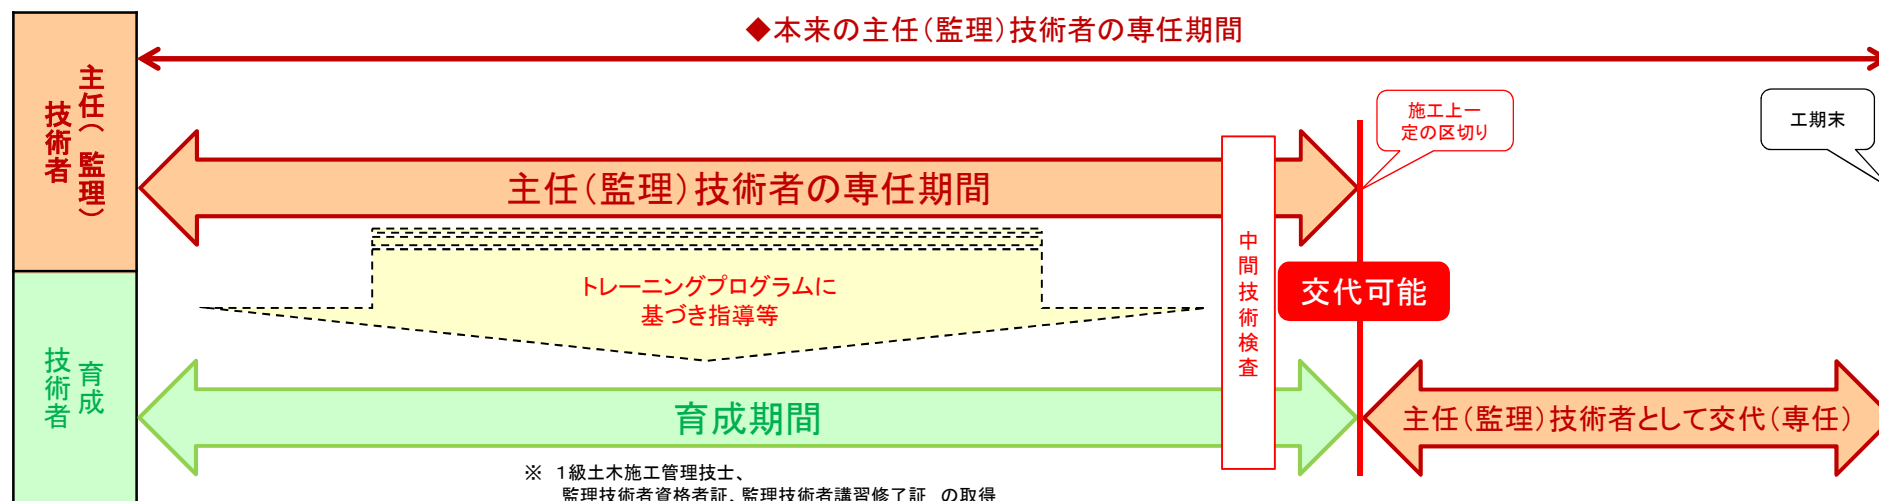 ◆本来の主任(監理)技術者の専任期間
主任(監理)
技術者
施工上一
定の区切り
工期末
主任(監理)技術者の専任期間
中間技術検査
交代可能
トレーニングプログラムに
基づき指導等
育成
技術者
育成期間
主任(監理)技術者として交代(専任)
※ 1級土木施工管理技士、
監理技術者資格者証、監理技術者講習修了証 の取得